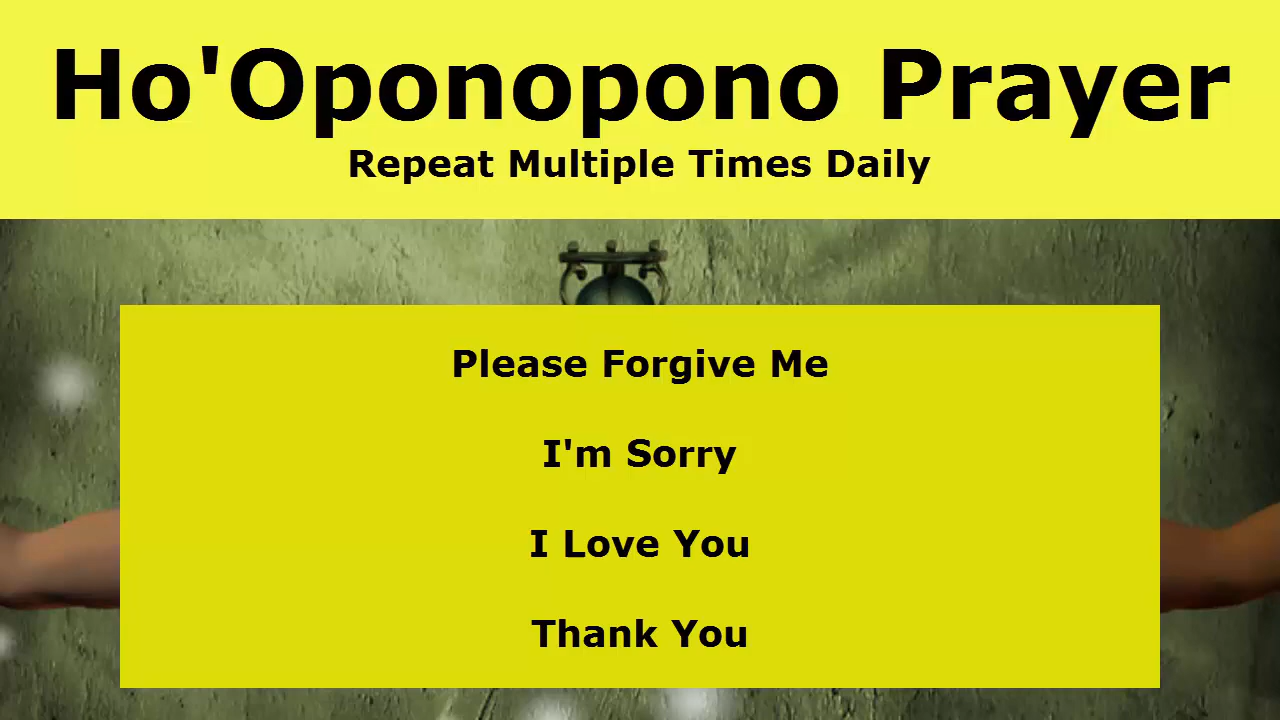 Ho'Oponopono Prayer
Repeat Multiple Times Daily
Please Forgive Me
I'm Sorry
I Love You
Thank You